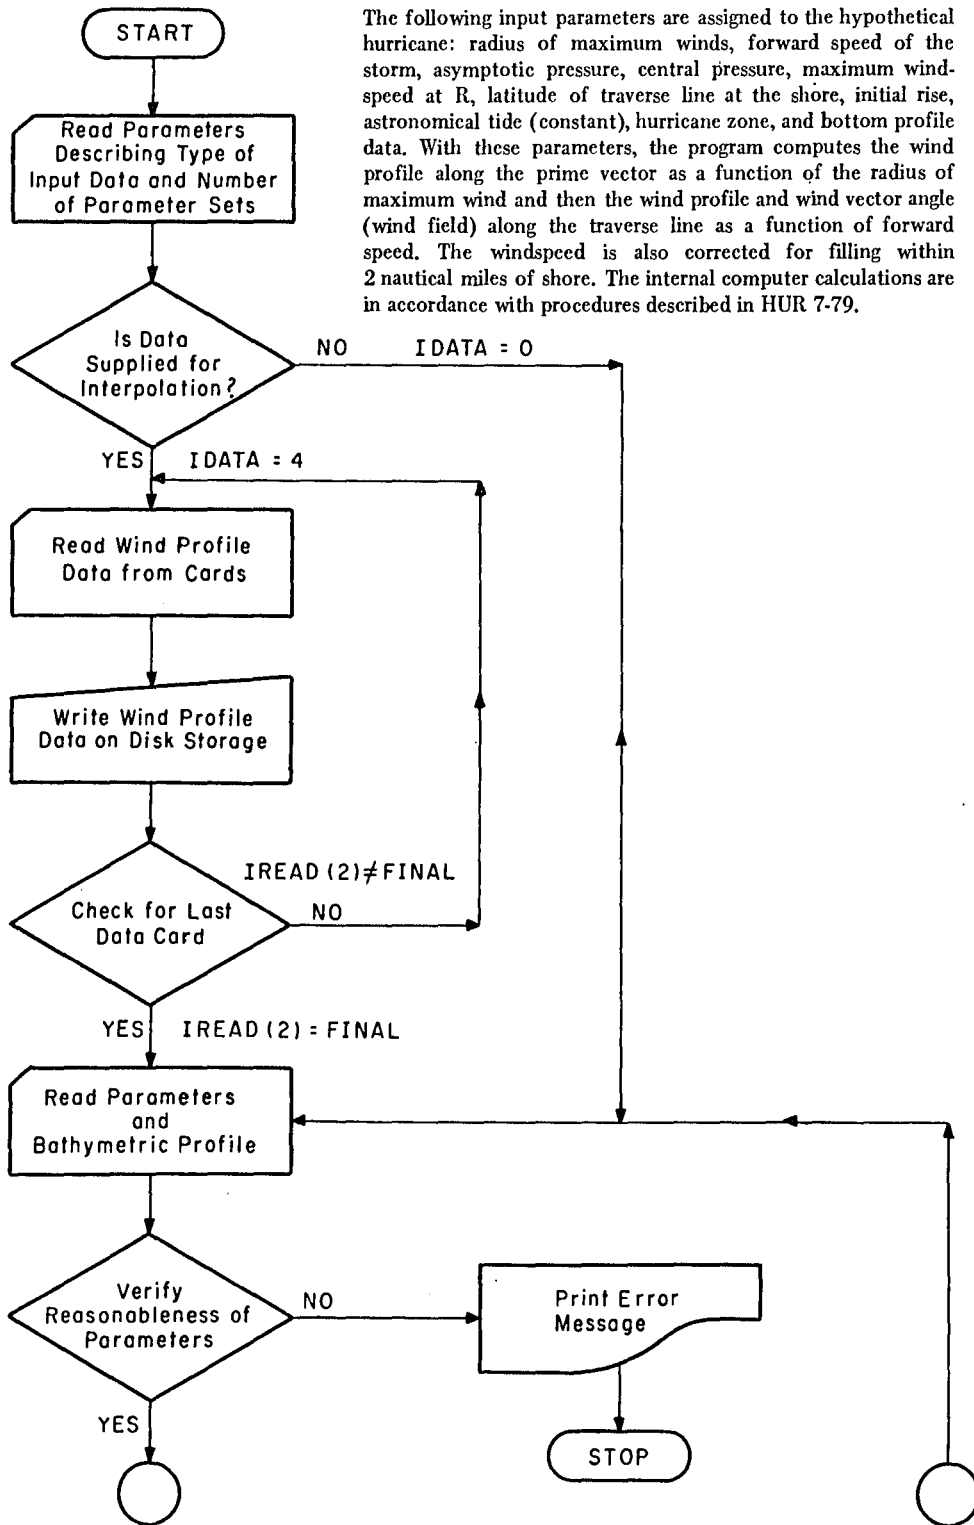 START
The following input parameters are assigned to the hypothetical
hurricane: radius of maximum winds, forward speed of the
storm, asymptotic pressure, central pressure, maximum wind-
speed at R, latitude of traverse line at the shore, initial rise,
astronomical tide (constant), hurricane zone, and bottom profile
data. With these parameters, the program computes the wind
profile along the prime vector as a function of the radius of
maximum wind and then the wind profile and wind vector angle
(wind field) along the traverse line as a function of forward
speed. The windspeed is also corrected for filling within
2 nautical miles of shore. The internal computer calculations are
in accordance with procedures described in HUR 7-79.
Read Parameters
Describing Type of
Input Data and Number
of Parameter Sets
Is Data
Supplied for
Interpolation?
NO IDATA = 0
YES IDATA = 4
Read Wind Profile
Data from Cards
Write Wind Profile
Data on Disk Storage
IREAD (2) ≠ FINAL
Check for Last
Data Card
NO
YES IREAD (2) = FINAL
Read Parameters
and
Bathymetric Profile
Verify
Reasonableness of
Parameters
NO
Print Error
Message
YES
STOP